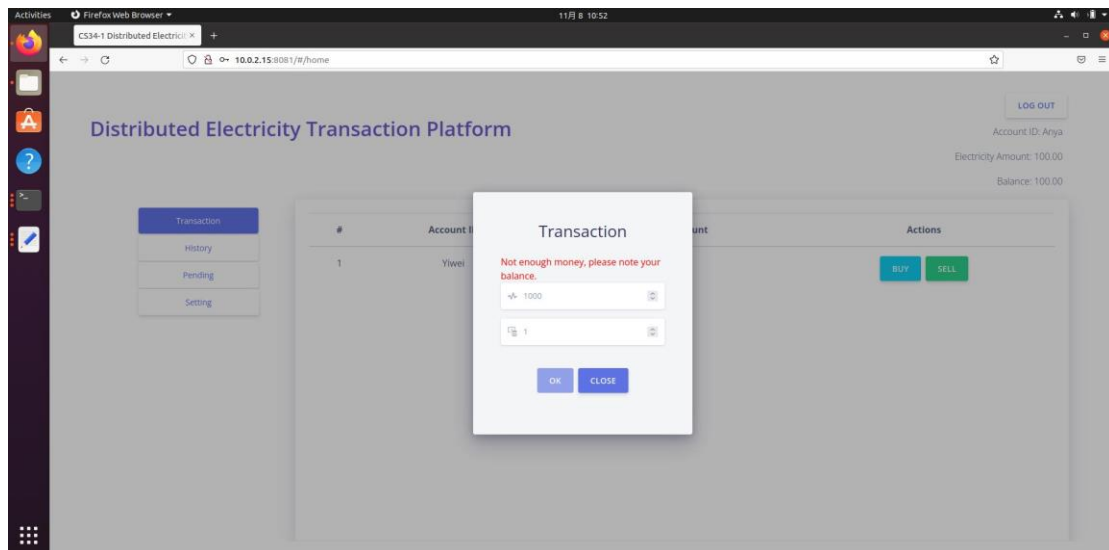 Activities
Firefox Web Browser
11月 8 10:52
CS34-1 Distributed Electricit
10.0.2.15:8081/#/home
LOG OUT
Distributed Electricity Transaction Platform
Account ID: Anya
Electricity Amount: 100.00
Balance: 100.00
Transaction
History
Pending
Setting
# Account I unt Actions
1 Yiwei BUY SELL
Transaction
Not enough money, please note your
balance.
1000
1
OK CLOSE